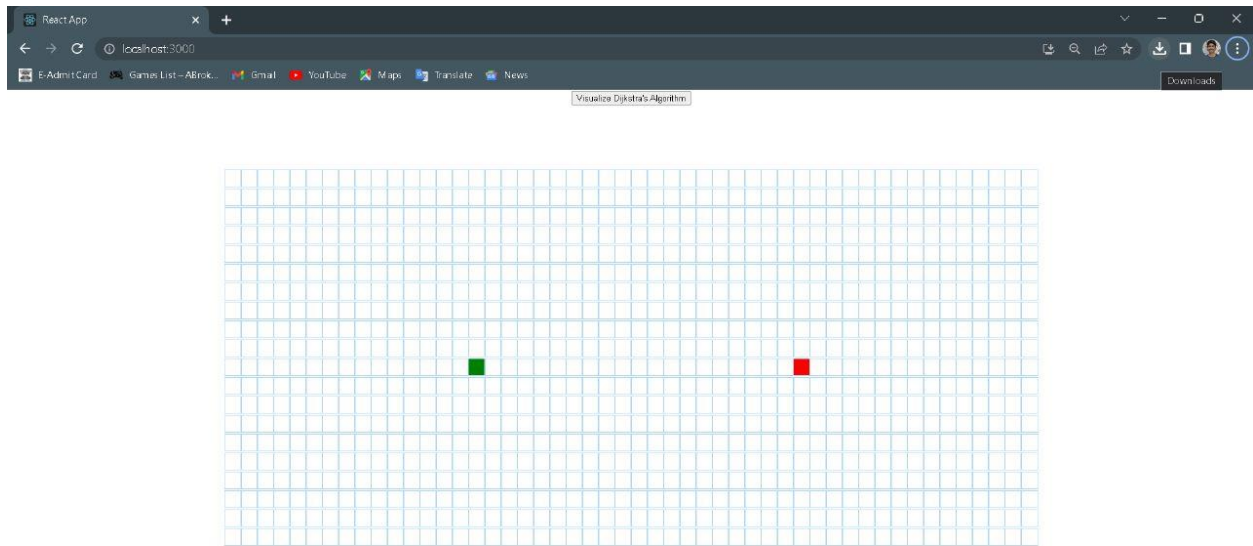 React App
localhost:3000
E-Admit Card Games List – ABrok... Gmail YouTube Maps Translate News
Downloads
Visualize Dijkstra's Algorithm